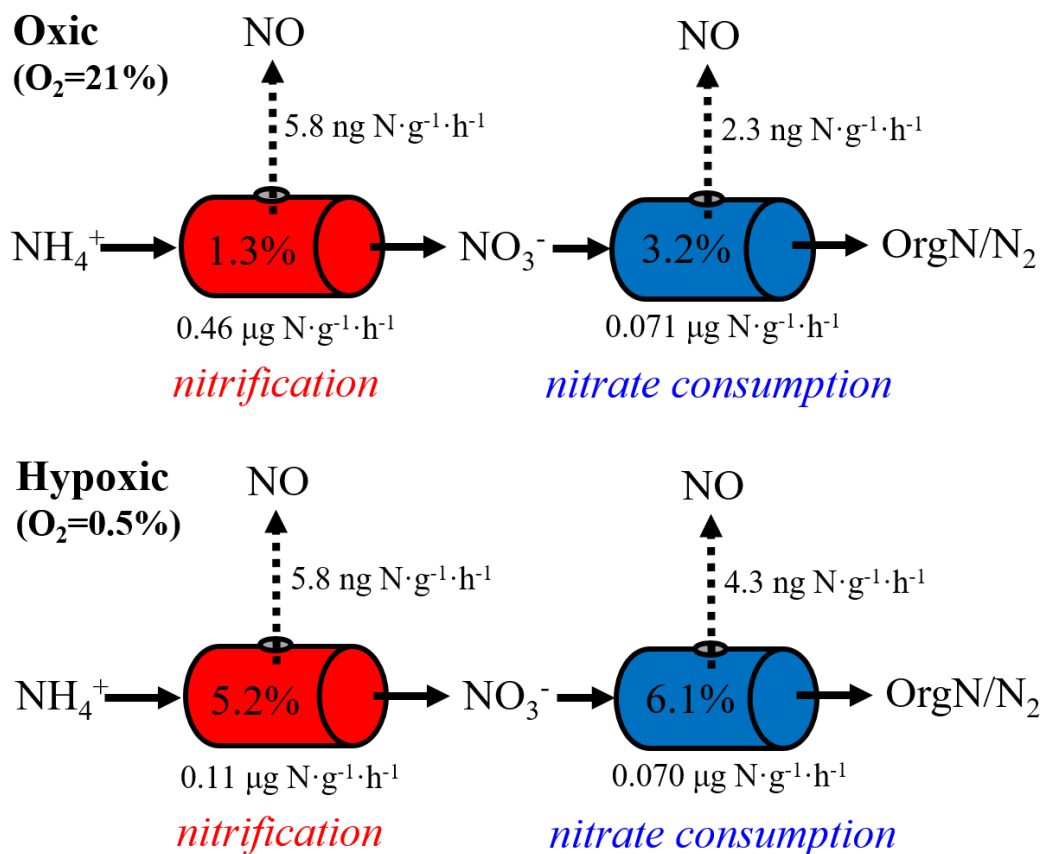 Oxic
(O₂=21%)
NO
NO
5.8 ng N·g⁻¹·h⁻¹
2.3 ng N·g⁻¹·h⁻¹
NH₄⁺
1.3%
NO₃⁻
3.2%
OrgN/N₂
0.46 μg N·g⁻¹·h⁻¹
0.071 μg N·g⁻¹·h⁻¹
nitrification
nitrate consumption
Hypoxic
(O₂=0.5%)
NO
NO
5.8 ng N·g⁻¹·h⁻¹
4.3 ng N·g⁻¹·h⁻¹
NH₄⁺
5.2%
NO₃⁻
6.1%
OrgN/N₂
0.11 μg N·g⁻¹·h⁻¹
0.070 μg N·g⁻¹·h⁻¹
nitrification
nitrate consumption